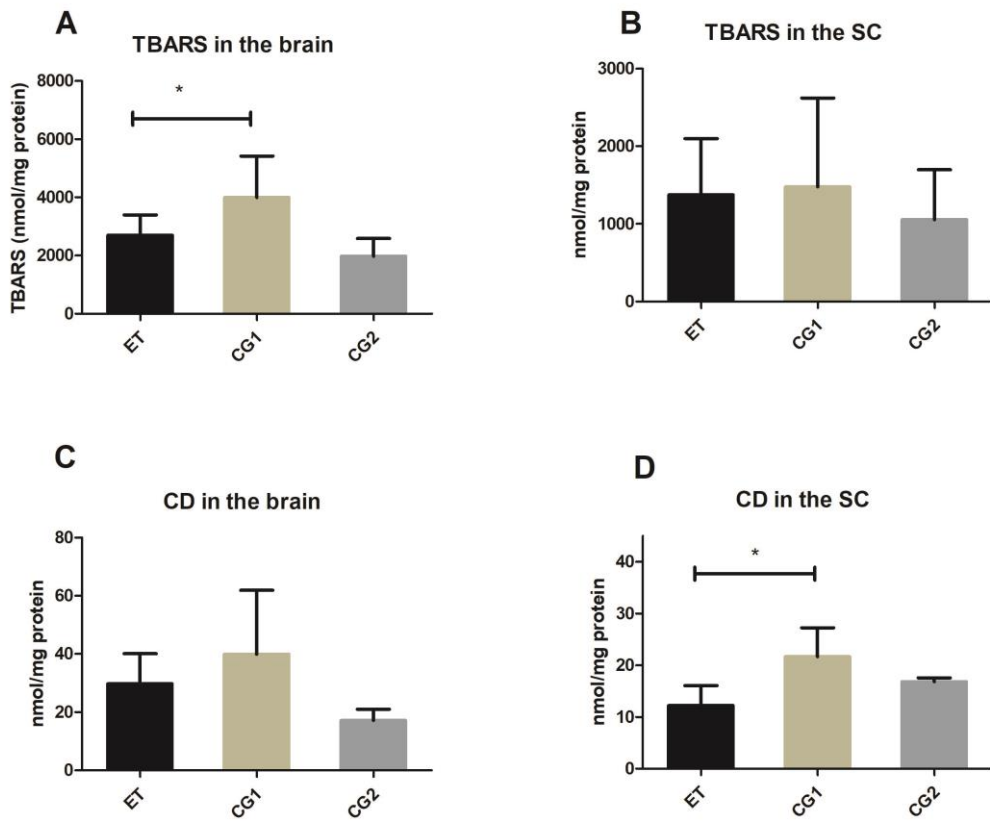 A
TBARS in the brain
TBARS (nmol/mg protein)
8000
6000
4000
2000
0
*
ET
CG1
CG2
B
TBARS in the SC
nmol/mg protein
3000
2000
1000
0
ET
CG1
CG2
C
CD in the brain
nmol/mg protein
80
60
40
20
0
ET
CG1
CG2
D
CD in the SC
nmol/mg protein
40
30
20
10
0
*
ET
CG1
CG2